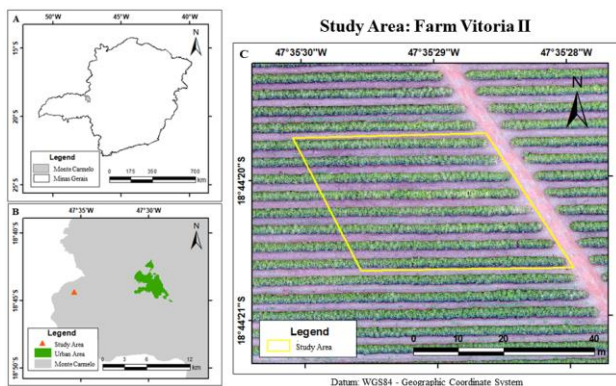 Study Area: Farm Vitoria II
A
50°0'W 45°0'W 40°0'W
15°S
20°S
25°S
N
Legend
Monte Carmelo
Minas Gerais
0 175 350 700
km
B
47°35'W 47°30'W
18°40'S
18°45'S
18°50'S
Legend
Study Area
Urban Area
Monte Carmelo
0 3 6 12
km
C
47°35'30"W 47°35'29"W 47°35'28"W
18°44'20"S
18°44'21"S
N
Legend
Study Area
0 10 20 40
m
Datum: WGS84 - Geographic Coordinate System